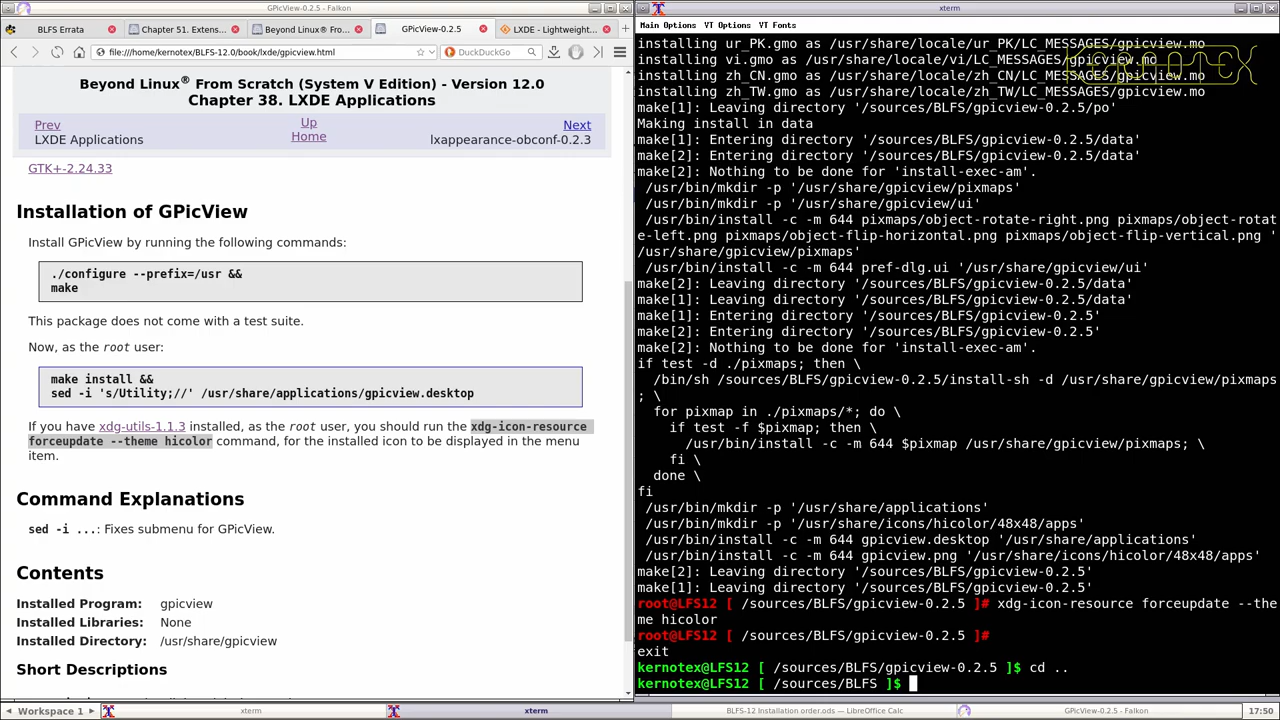 GPicView-0.2.5 - Falkon
BLFS Errata
Chapter 51. Extens...
Beyond Linux® Fro...
GPicView-0.2.5
LXDE - Lightweight...
file:///home/kernotex/BLFS-12.0/book/lxde/gpicview.html
DuckDuckGo
Beyond Linux® From Scratch (System V Edition) - Version 12.0
Chapter 38. LXDE Applications
Prev
Up
Next
LXDE Applications
Home
lxappearance-obconf-0.2.3
GTK+-2.24.33
Installation of GPicView
Install GPicView by running the following commands:
./configure --prefix=/usr &&
make
This package does not come with a test suite.
Now, as the root user:
make install &&
sed -i 's/Utility;//' /usr/share/applications/gpicview.desktop
If you have xdg-utils-1.1.3 installed, as the root user, you should run the xdg-icon-resource
forceupdate --theme hicolor command, for the installed icon to be displayed in the menu
item.
Command Explanations
sed -i ...: Fixes submenu for GPicView.
Contents
Installed Program: gpicview
Installed Libraries: None
Installed Directory: /usr/share/gpicview
Short Descriptions
xterm
Main Options VT Options VT Fonts
KERNOTEX
installing ur_PK.gmo as /usr/share/locale/ur_PK/LC_MESSAGES/gpicview.mo
installing vi.gmo as /usr/share/locale/vi/LC_MESSAGES/gpicview.mo
installing zh_CN.gmo as /usr/share/locale/zh_CN/LC_MESSAGES/gpicview.mo
installing zh_TW.gmo as /usr/share/locale/zh_TW/LC_MESSAGES/gpicview.mo
make[1]: Leaving directory '/sources/BLFS/gpicview-0.2.5/po'
Making install in data
make[1]: Entering directory '/sources/BLFS/gpicview-0.2.5/data'
make[2]: Entering directory '/sources/BLFS/gpicview-0.2.5/data'
make[2]: Nothing to be done for 'install-exec-am'.
/usr/bin/mkdir -p '/usr/share/gpicview/pixmaps'
/usr/bin/mkdir -p '/usr/share/gpicview/ui'
/usr/bin/install -c -m 644 pixmaps/object-rotate-right.png pixmaps/object-rotat
e-left.png pixmaps/object-flip-horizontal.png pixmaps/object-flip-vertical.png '
/usr/share/gpicview/pixmaps'
/usr/bin/install -c -m 644 pref-dlg.ui '/usr/share/gpicview/ui'
make[2]: Leaving directory '/sources/BLFS/gpicview-0.2.5/data'
make[1]: Leaving directory '/sources/BLFS/gpicview-0.2.5/data'
make[1]: Entering directory '/sources/BLFS/gpicview-0.2.5'
make[2]: Entering directory '/sources/BLFS/gpicview-0.2.5'
make[2]: Nothing to be done for 'install-exec-am'.
if test -d ./pixmaps; then \
/bin/sh /sources/BLFS/gpicview-0.2.5/install-sh -d /usr/share/gpicview/pixmaps
; \
for pixmap in ./pixmaps/*; do \
if test -f $pixmap; then \
/usr/bin/install -c -m 644 $pixmap /usr/share/gpicview/pixmaps; \
fi \
done \
fi
/usr/bin/mkdir -p '/usr/share/applications'
/usr/bin/mkdir -p '/usr/share/icons/hicolor/48x48/apps'
/usr/bin/install -c -m 644 gpicview.desktop '/usr/share/applications'
/usr/bin/install -c -m 644 gpicview.png '/usr/share/icons/hicolor/48x48/apps'
make[2]: Leaving directory '/sources/BLFS/gpicview-0.2.5'
make[1]: Leaving directory '/sources/BLFS/gpicview-0.2.5'
root@LFS12 [ /sources/BLFS/gpicview-0.2.5 ]# xdg-icon-resource forceupdate --the
me hicolor
root@LFS12 [ /sources/BLFS/gpicview-0.2.5 ]#
exit
kernotex@LFS12 [ /sources/BLFS/gpicview-0.2.5 ]$ cd ..
kernotex@LFS12 [ /sources/BLFS ]$
Workspace 1
xterm
xterm
BLFS-12 Installation order.ods — LibreOffice Calc
GPicView-0.2.5 - Falkon
17:50